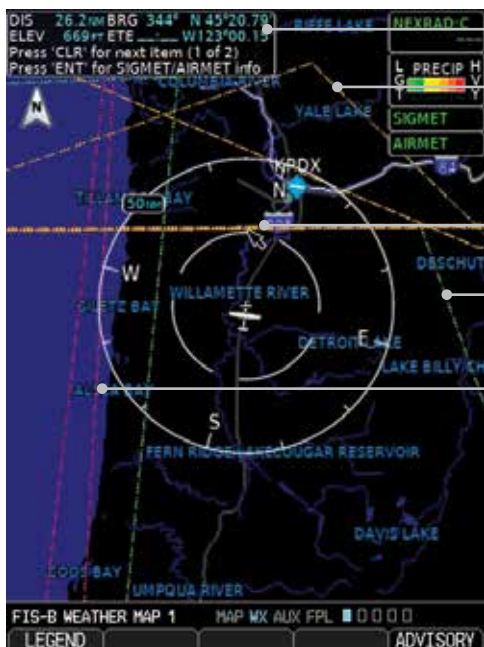 DIS 26.2NM BRG 344° N 45°20.79'
ELEV 669FT ETE __:__ W123°00.15'
Press 'CLR' for next item (1 of 2)
Press 'ENT' for SIGMET/AIRMET info
RIFFE LAKE
NEXRAD:C
LGT PRECIP HVY
SIGMET
AIRMET
COLUMBIA RIVER
N
YALE LAKE
KPDX
84
N
TILLAMOOK BAY
50NM
DESCHUT
W
WILLAMETTE RIVER
SILETZ BAY
DETROIT LAKE
E
LAKE BILLY CH
ALSEA BAY
S
FERN RIDGE LAKE
COUGAR RESERVOIR
DAVIS LAKE
COOS BAY
UMPQUA RIVER
FIS-B WEATHER MAP 1 MAP WX AUX FPL
LEGEND ADVISORY